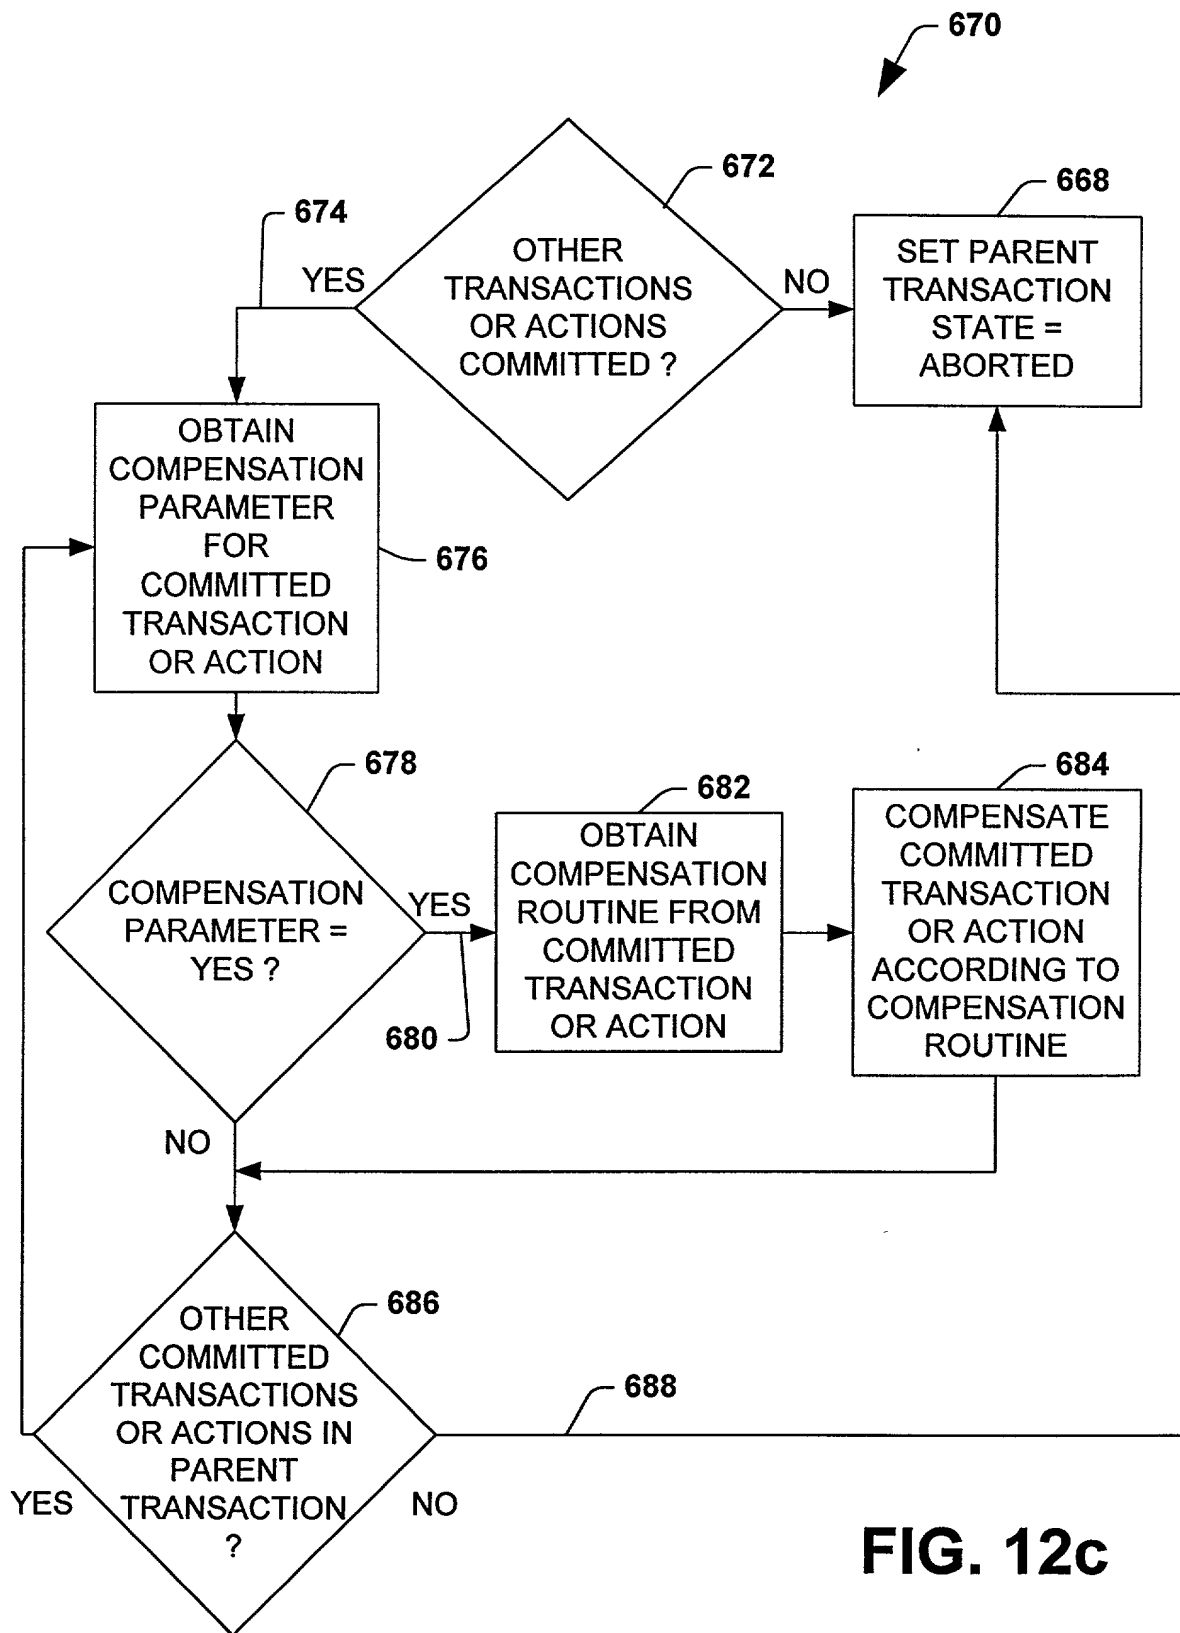 670
672
668
674
OTHER
TRANSACTIONS
OR ACTIONS
COMMITTED ?
YES
NO
SET PARENT
TRANSACTION
STATE =
ABORTED
OBTAIN
COMPENSATION
PARAMETER
FOR
COMMITTED
TRANSACTION
OR ACTION
676
678
COMPENSATION
PARAMETER =
YES ?
YES
680
NO
682
OBTAIN
COMPENSATION
ROUTINE FROM
COMMITTED
TRANSACTION
OR ACTION
684
COMPENSATE
COMMITTED
TRANSACTION
OR ACTION
ACCORDING TO
COMPENSATION
ROUTINE
686
OTHER
COMMITTED
TRANSACTIONS
OR ACTIONS IN
PARENT
TRANSACTION
?
YES
NO
688
FIG. 12c